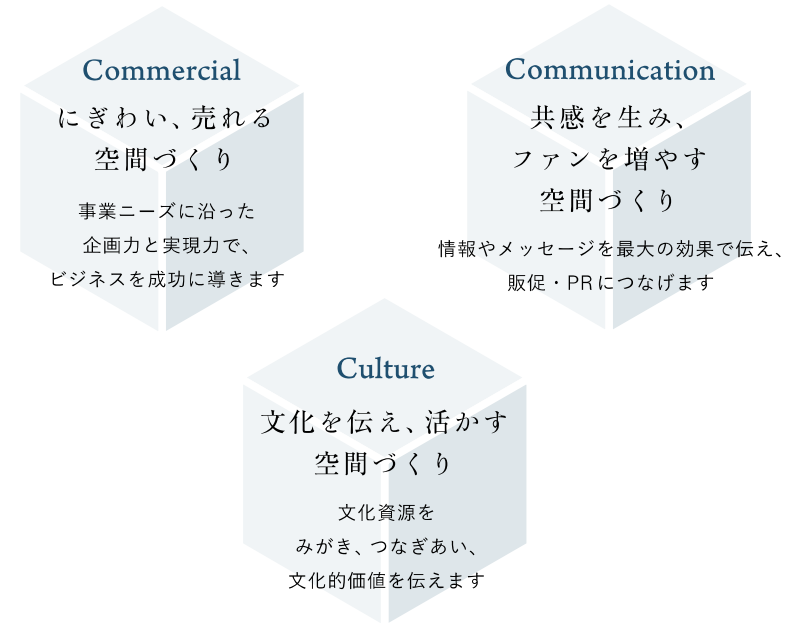 Commercial
にぎわい、売れる
空間づくり
事業ニーズに沿った
企画力と実現力で、
ビジネスを成功に導きます
Communication
共感を生み、
ファンを増やす
空間づくり
情報やメッセージを最大の効果で伝え、
販促・PRにつなげます
Culture
文化を伝え、活かす
空間づくり
文化資源を
みがき、つなぎあい、
文化的価値を伝えます